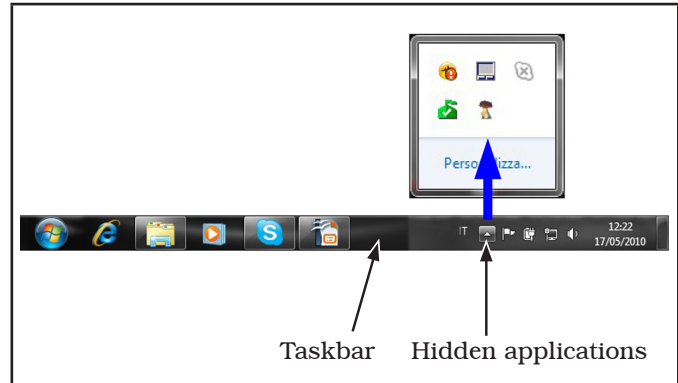 Personalizza...
IT
12:22
17/05/2010
Taskbar Hidden applications